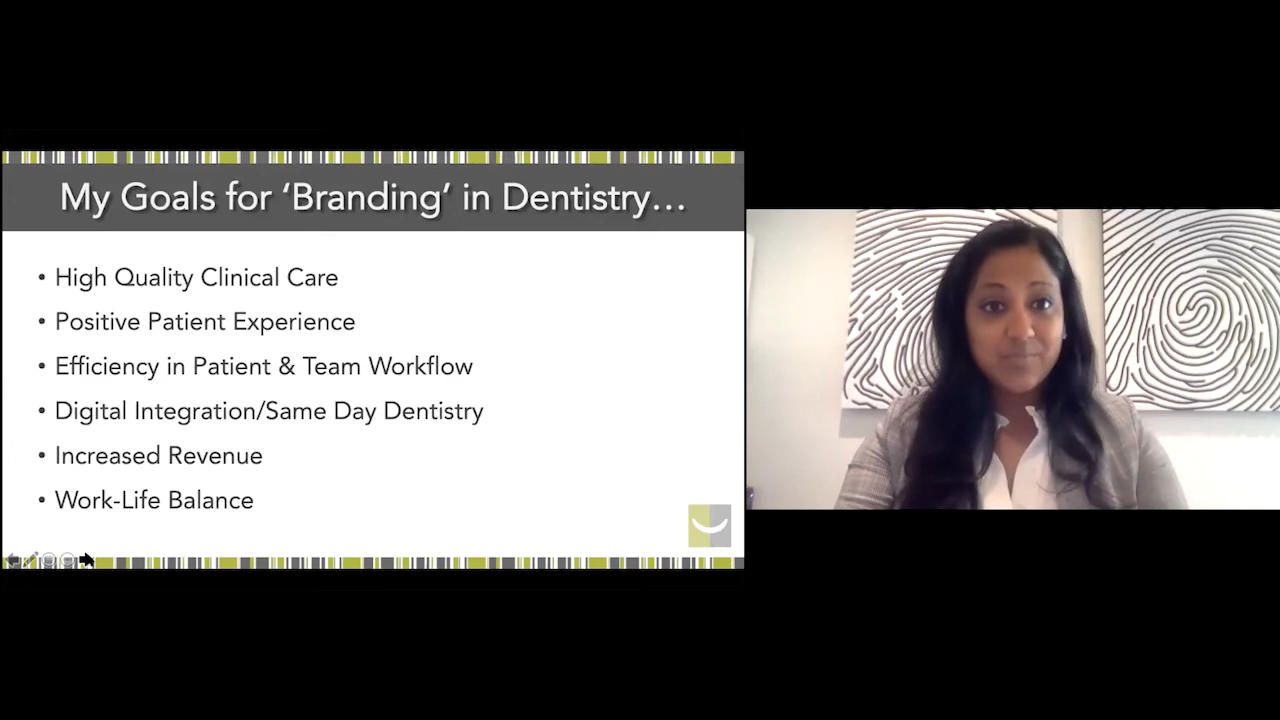 My Goals for ‘Branding’ in Dentistry…
• High Quality Clinical Care
• Positive Patient Experience
• Efficiency in Patient & Team Workflow
• Digital Integration/Same Day Dentistry
• Increased Revenue
• Work-Life Balance